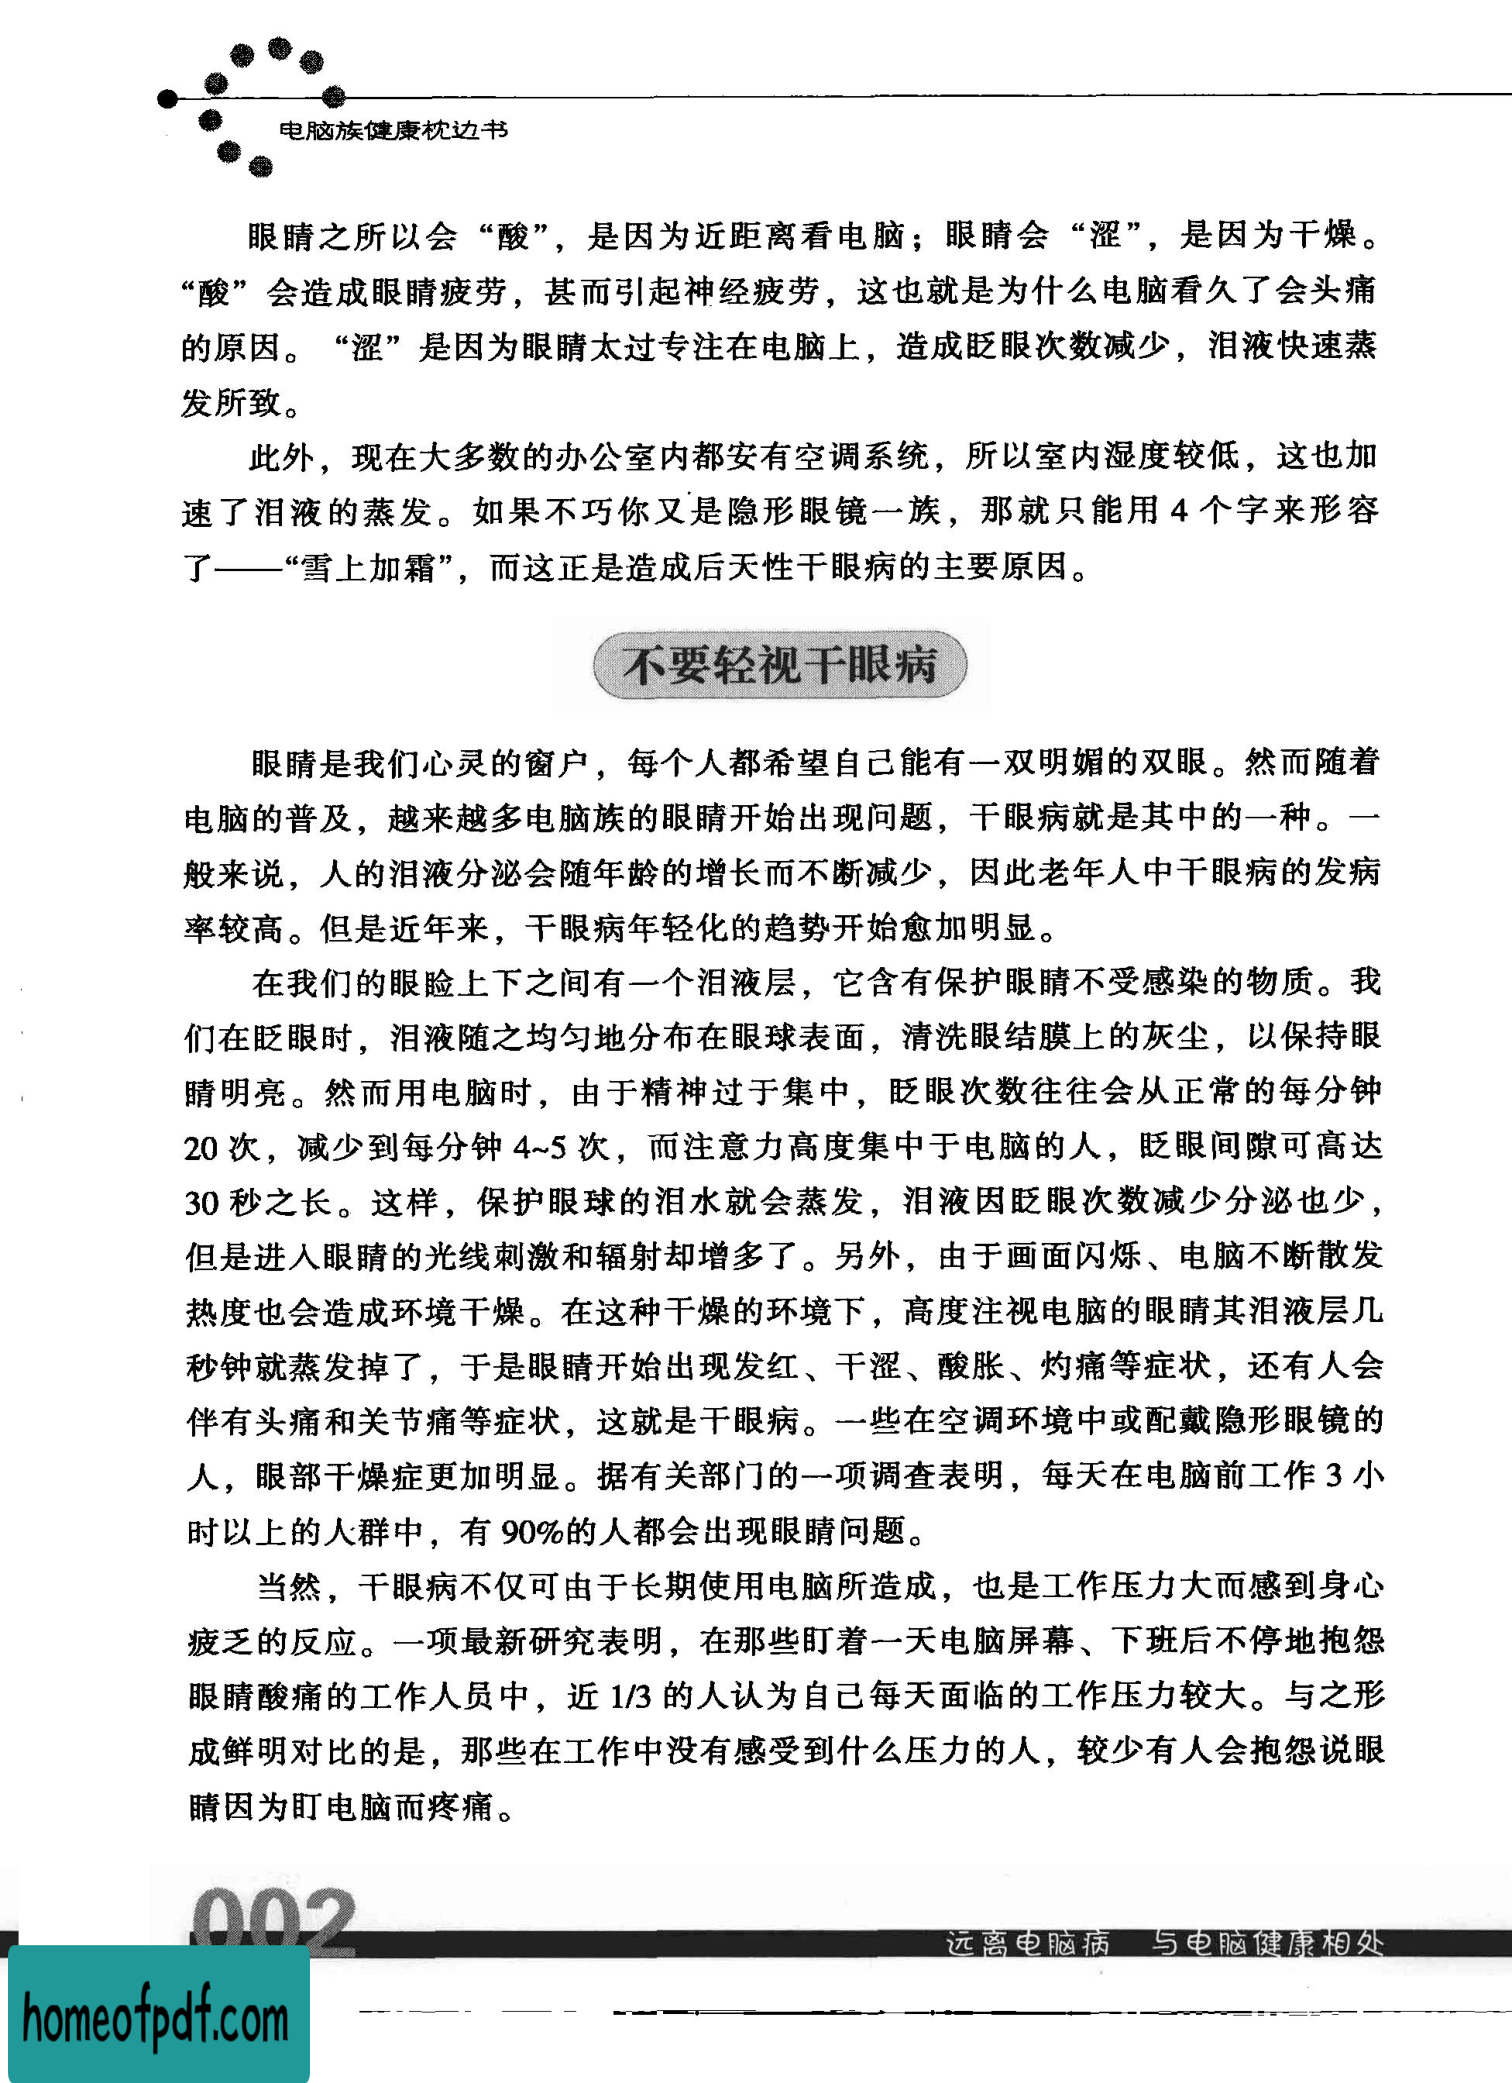 电脑族健康枕边书
眼睛之所以会“酸”，是因为近距离看电脑；眼睛会“涩”，是因为干�。
“酸”会造成眼睛疲劳，甚而引起神经疲劳，这也就是为什么电脑看久了会头痛
的原因。“涩”是因为眼睛太过专注在电脑上，造成眨眼次数减少，泪液快速蒸
发所致。
此外，现在大多数的办公室内都安有空调系统，所以室内湿度较低，这也加
速了泪液的蒸发。如果不巧你又是隐形眼镜一族，那就只能用 4 个字来形容
了——“雪上加霜”，而这正是造成后天性干眼病的主要原因。
不要轻视干眼病
眼睛是我们心灵的窗户，每个人都希望自己能有一双明媚的双眼。然而随着
电脑的普及，越来越多电脑族的眼睛开始出现问题，干眼病就是其中的一种。一
般来说，人的泪液分泌会随年龄的增长而不断减少，因此老年人中干眼病的发病
率较高。但是近年来，干眼病年轻化的趋势开始愈加明显。
在我们的眼睑上下之间有一个泪液层，它含有保护眼睛不受感染的物质。我
们在眨眼时，泪液随之均匀地分布在眼球表面，清洗眼结膜上的灰尘，以保持眼
睛明亮。然而用电脑时，由于精神过于集中，眨眼次数往往会从正常的每分钟
20 次，减少到每分钟 4~5 次，而注意力高度集中于电脑的人，眨眼间隙可高达
30 秒之长。这样，保护眼球的泪水就会蒸发，泪液因眨眼次数减少分泌也少，
但是进入眼睛的光线刺激和辐射却增多了。另外，由于画面闪烁、电脑不断散发
热度也会造成环境干燥。在这种干燥的环境下，高度注视电脑的眼睛其泪液层几
秒钟就蒸发掉了，于是眼睛开始出现发红、干涩、酸胀、灼痛等症状，还有人会
伴有头痛和关节痛等症状，这就是干眼病。一些在空调环境中或配戴隐形眼镜的
人，眼部干燥症更加明显。据有关部门的一项调查表明，每天在电脑前工作 3 小
时以上的人群中，有 90%的人都会出现眼睛问题。
当然，干眼病不仅可由于长期使用电脑所造成，也是工作压力大而感到身心
疲乏的反应。一项最新研究表明，在那些盯着一天电脑屏幕、下班后不停地抱怨
眼睛酸痛的工作人员中，近 1/3 的人认为自己每天面临的工作压力较大。与之形
成鲜明对比的是，那些在工作中没有感受到什么压力的人，较少有人会抱怨说眼
睛因为盯电脑而疼痛。
002
远离电脑病 与电脑健康相处
homeofpdf.com